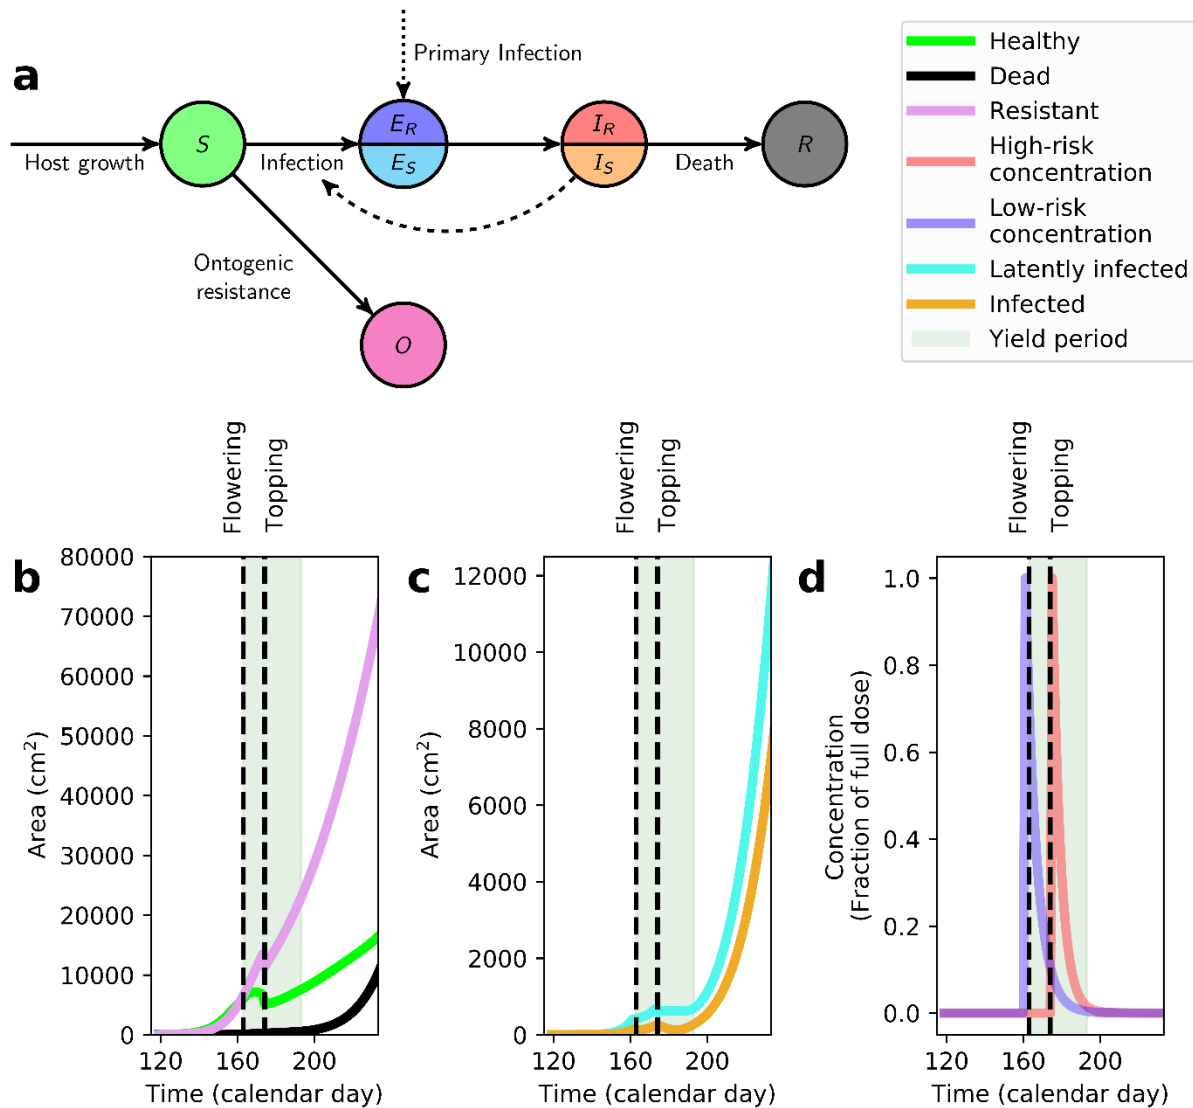 a
Primary Infection
S
E_R
E_S
I_R
I_S
R
Host growth
Infection
Death
Ontogenic
resistance
O
Healthy
Dead
Resistant
High-risk
concentration
Low-risk
concentration
Latently infected
Infected
Yield period
b
Flowering
Topping
80000
70000
60000
50000
40000
30000
20000
10000
0
Area (cm²)
120
160
200
Time (calendar day)
c
Flowering
Topping
12000
10000
8000
6000
4000
2000
0
Area (cm²)
120
160
200
Time (calendar day)
d
Flowering
Topping
1.0
0.8
0.6
0.4
0.2
0.0
Concentration
(Fraction of full dose)
120
160
200
Time (calendar day)